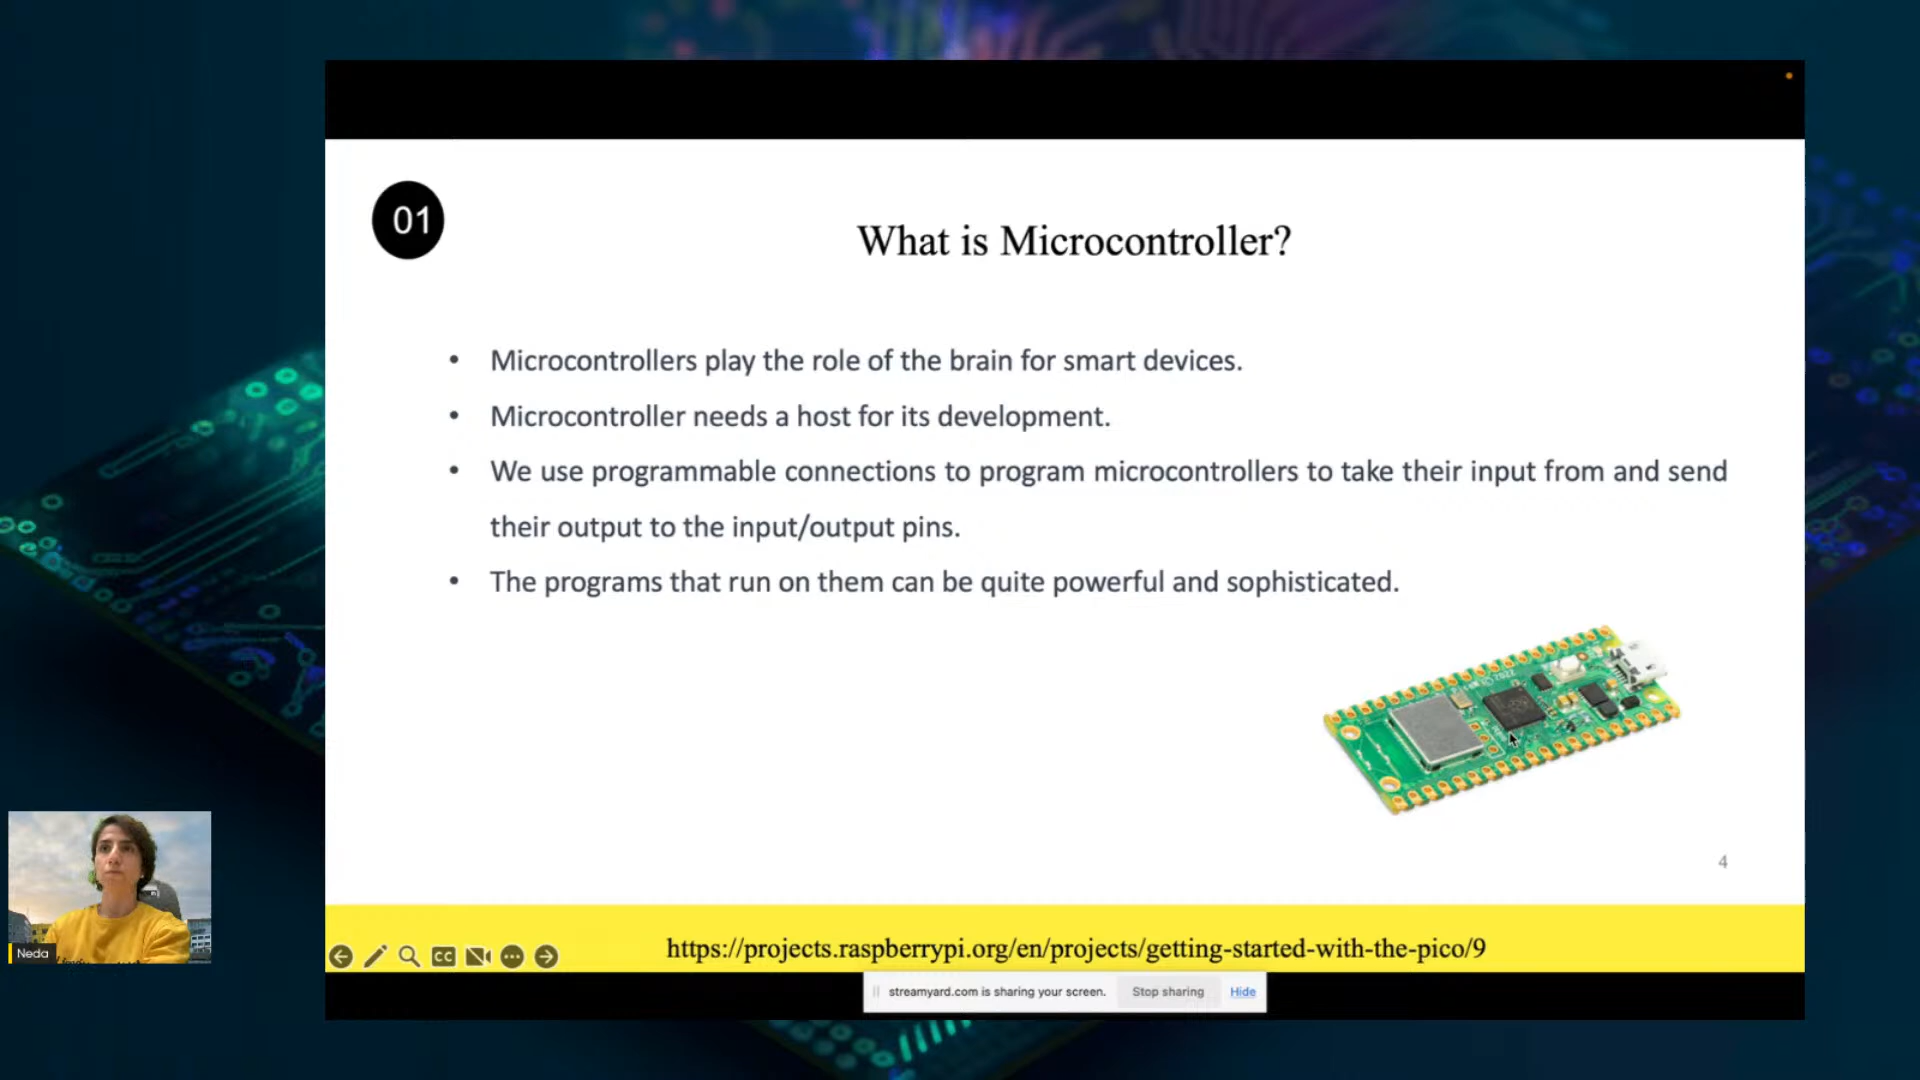 01
What is Microcontroller?
• Microcontrollers play the role of the brain for smart devices.
• Microcontroller needs a host for its development.
• We use programmable connections to program microcontrollers to take their input from and send
their output to the input/output pins.
• The programs that run on them can be quite powerful and sophisticated.
4
Neda
CC
https://projects.raspberrypi.org/en/projects/getting-started-with-the-pico/9
streamyard.com is sharing your screen. Stop sharing Hide